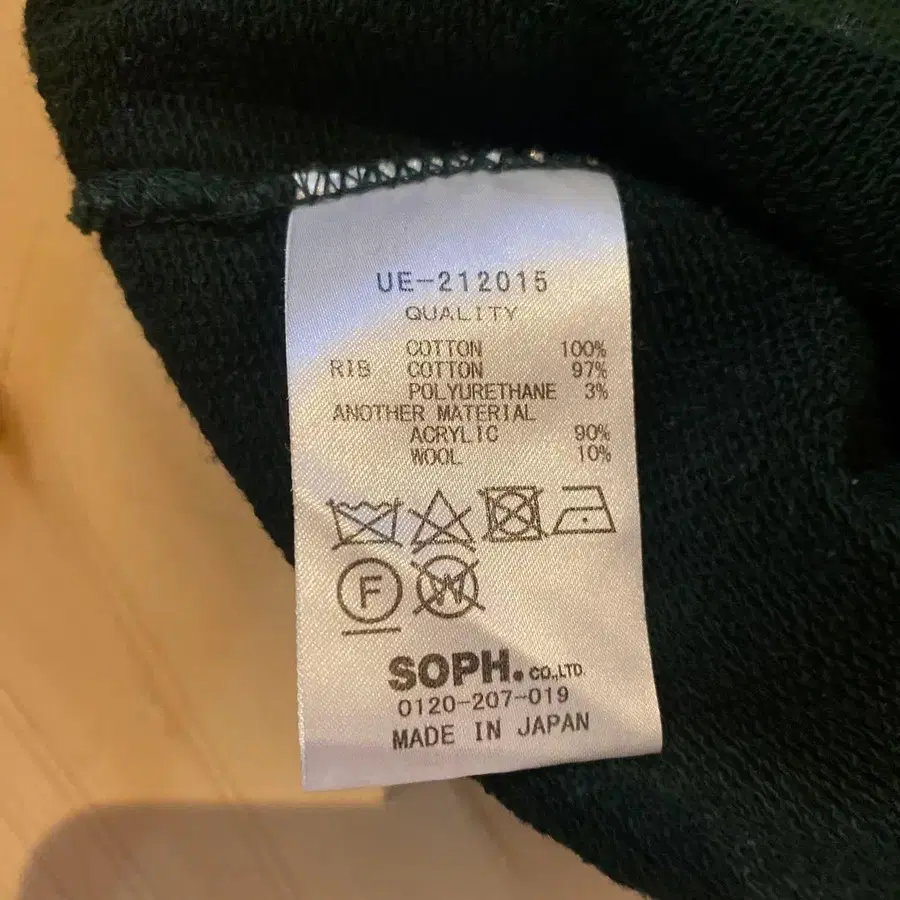 UE-212015
QUALITY
COTTON 100%
RIB COTTON 97%
POLYURETHANE 3%
ANOTHER MATERIAL
ACRYLIC 90%
WOOL 10%
F W
SOPH. CO.,LTD.
0120-207-019
MADE IN JAPAN